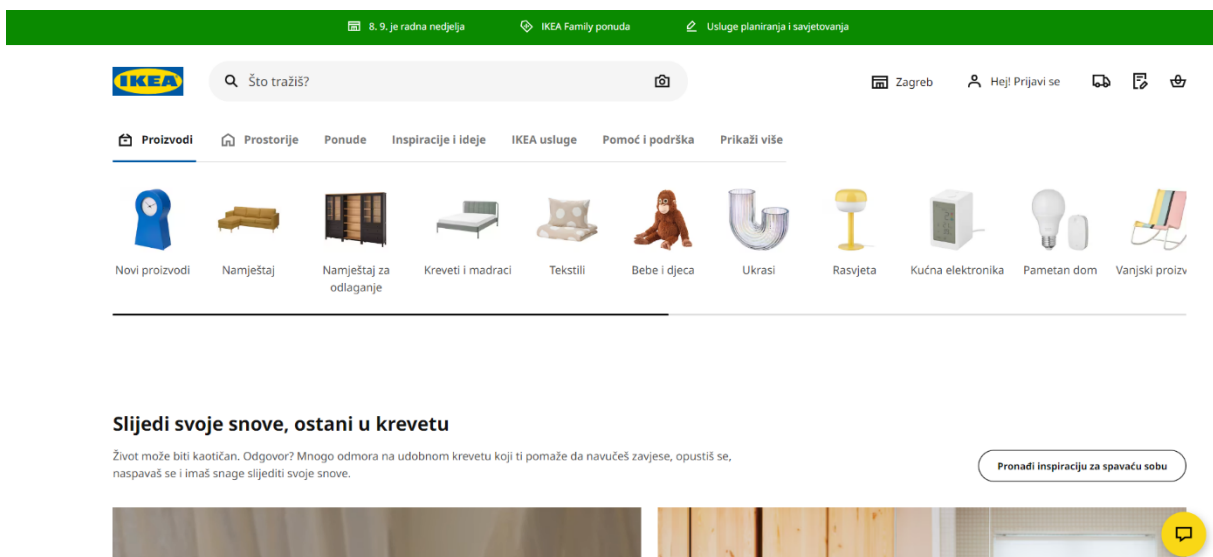 8. 9. je radna nedjelja
IKEA Family ponuda
Usluge planiranja i savjetovanja
IKEA
Što tražiš?
Zagreb
Hej! Prijavi se
Proizvodi
Prostorije
Ponude
Inspiracije i ideje
IKEA usluge
Pomoć i podrška
Prikaži više
Novi proizvodi
Namještaj
Namještaj za
odlaganje
Kreveti i madraci
Tekstili
Bebe i djeca
Ukrasi
Rasvjeta
Kućna elektronika
Pametan dom
Vanjski proizv
Slijedi svoje snove, ostani u krevetu
Život može biti kaotičan. Odgovor? Mnogo odmora na udobnom krevetu koji ti pomaže da navučeš zavjese, opustiš se,
naspavaš se i imaš snage slijediti svoje snove.
Pronađi inspiraciju za spavaću sobu